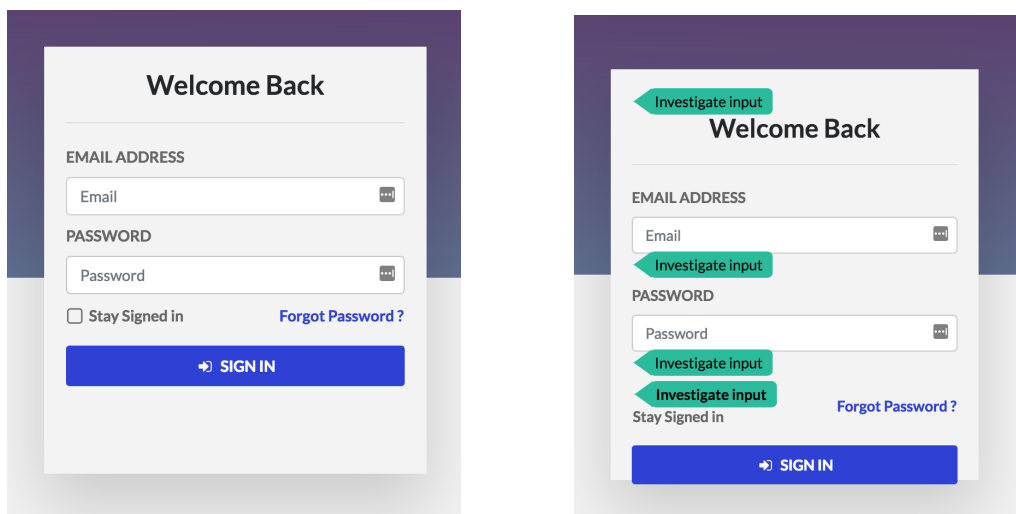 Welcome Back
EMAIL ADDRESS
Email
PASSWORD
Password
Stay Signed in
Forgot Password ?
SIGN IN
Investigate input
Welcome Back
EMAIL ADDRESS
Email
Investigate input
PASSWORD
Password
Investigate input
Investigate input
Forgot Password ?
Stay Signed in
SIGN IN